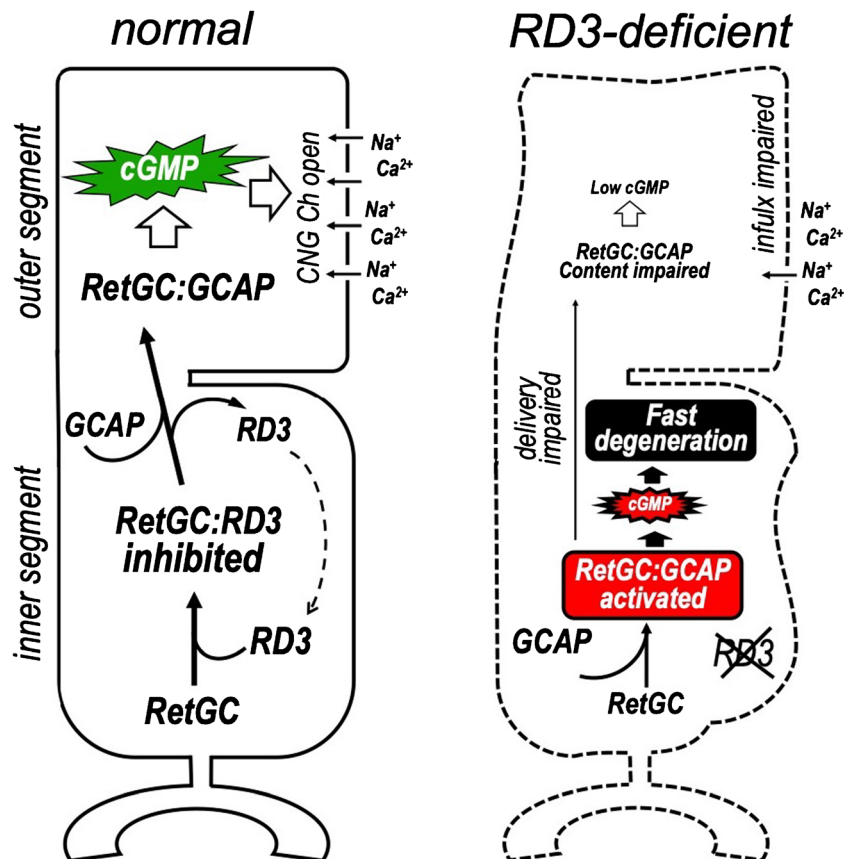 normal
outer segment
cGMP
CNG Ch open
Na⁺
Ca²⁺
Na⁺
Ca²⁺
Na⁺
Ca²⁺
RetGC:GCAP
inner segment
GCAP
RD3
RetGC:RD3
inhibited
RD3
RetGC
RD3-deficient
infulx impaired
Low cGMP
RetGC:GCAP
Content impaired
Na⁺
Ca²⁺
Na⁺
Ca²⁺
delivery
impaired
Fast
degeneration
cGMP
RetGC:GCAP
activated
GCAP
RD3
RetGC